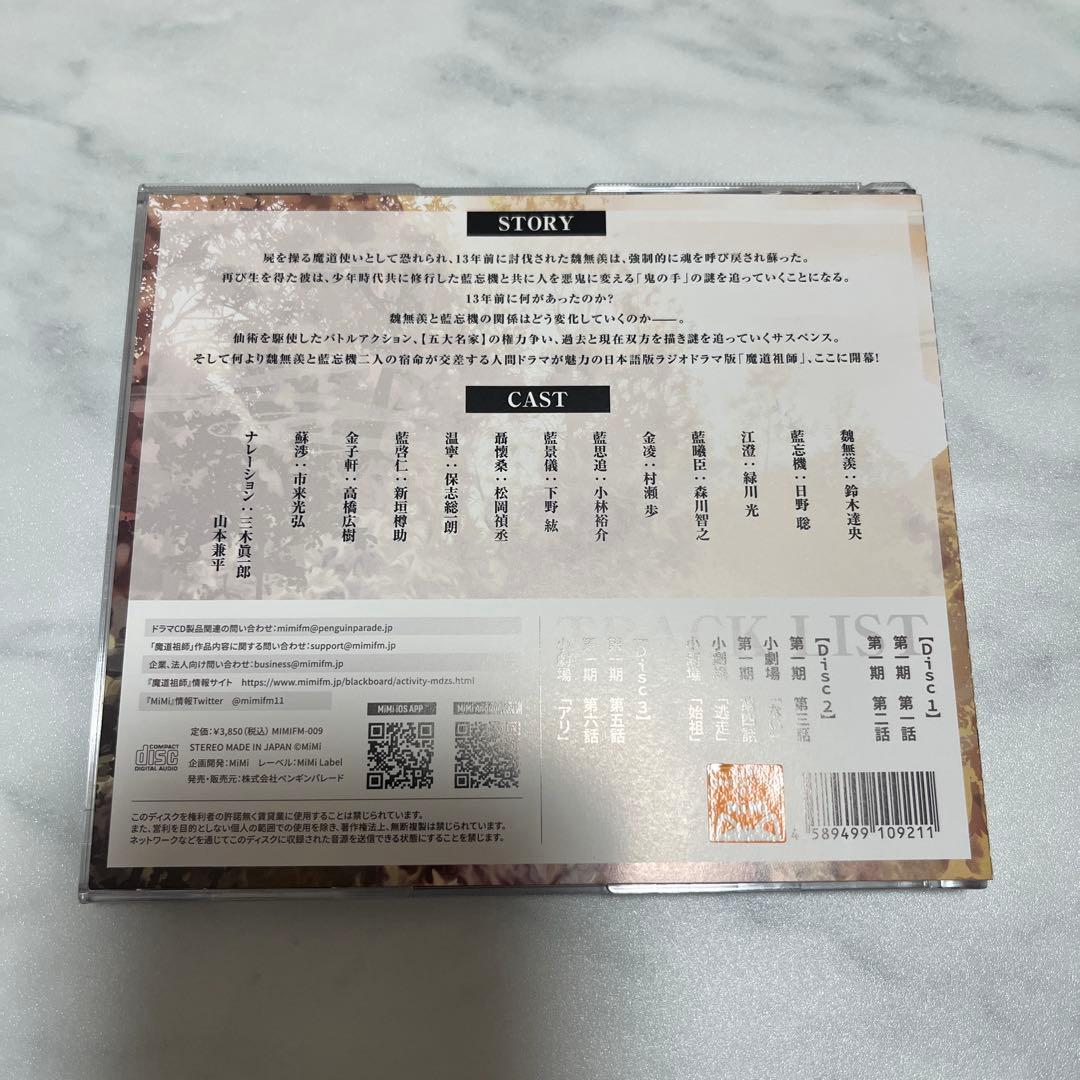 STORY
屍を操る魔道使いとして恐れられ、13年前に討伐された魏無羨は、強制的に魂を呼び戻され蘇った。
再び生を得た彼は、少年時代共に修行した藍忘機と共に人を悪鬼に変える「鬼の手」の謎を追っていくことになる。
13年前に何があったのか?
魏無羨と藍忘機の関係はどう変化していくのか――。
仙術を駆使したバトルアクション、【五大名家】の権力争い、過去と現在双方を描き謎を追っていくサスペンス。
そして何より魏無羨と藍忘機二人の宿命が交差する人間ドラマが魅力の日本語版ラジオドラマ版「魔道祖師」、ここに開幕!
CAST
魏無羨:鈴木達央
藍忘機:日野 聡
江澄:緑川 光
藍曦臣:森川智之
金凌:村瀬 歩
藍思追:小林裕介
藍景儀:下野 紘
聶懐桑:松岡禎丞
温寧:保志総一朗
藍啓仁:新垣樽助
金子軒:高橋広樹
蘇渉:市来光弘
ナレーション:三木眞一郎
山本兼平
ドラマCD製品関連の問い合わせ:mimifm@penguinparade.jp
「魔道祖師」作品内容に関する問い合わせ:support@mimifm.jp
企業、法人向け問い合わせ:business@mimifm.jp
『魔道祖師』情報サイト https://www.mimifm.jp/blackboard/activity-mdzs.html
『MiMi』情報Twitter @mimifm11
COMPACT
disc
DIGITAL AUDIO
定価:¥3,850(税込) MIMIFM-009
STEREO MADE IN JAPAN ©MiMi
企画開発:MiMi レーベル:MiMi Label
発売・販売元:株式会社ペンギンパレード
MiMi iOS APP
このディスクを権利者の許諾無く賃貸業に使用することは禁じられています。
また、営利を目的としない個人の範囲での使用を除き、著作権法上、無断複製は禁じられています。
ネットワークなどを通じてこのディスクに収録された音源を送信できる状態にすることを禁じます。
TRACK LIST
【Disc1】
第一期 第一話
第一期 第二話
【Disc2】
第一期 第三話
小劇場
第一期 第四話
小劇場 「逃走」
小劇場 「始祖」
【Disc3】
第一期 第五話
第一期 第六話
小劇場 「アリ」
4 589499 109211